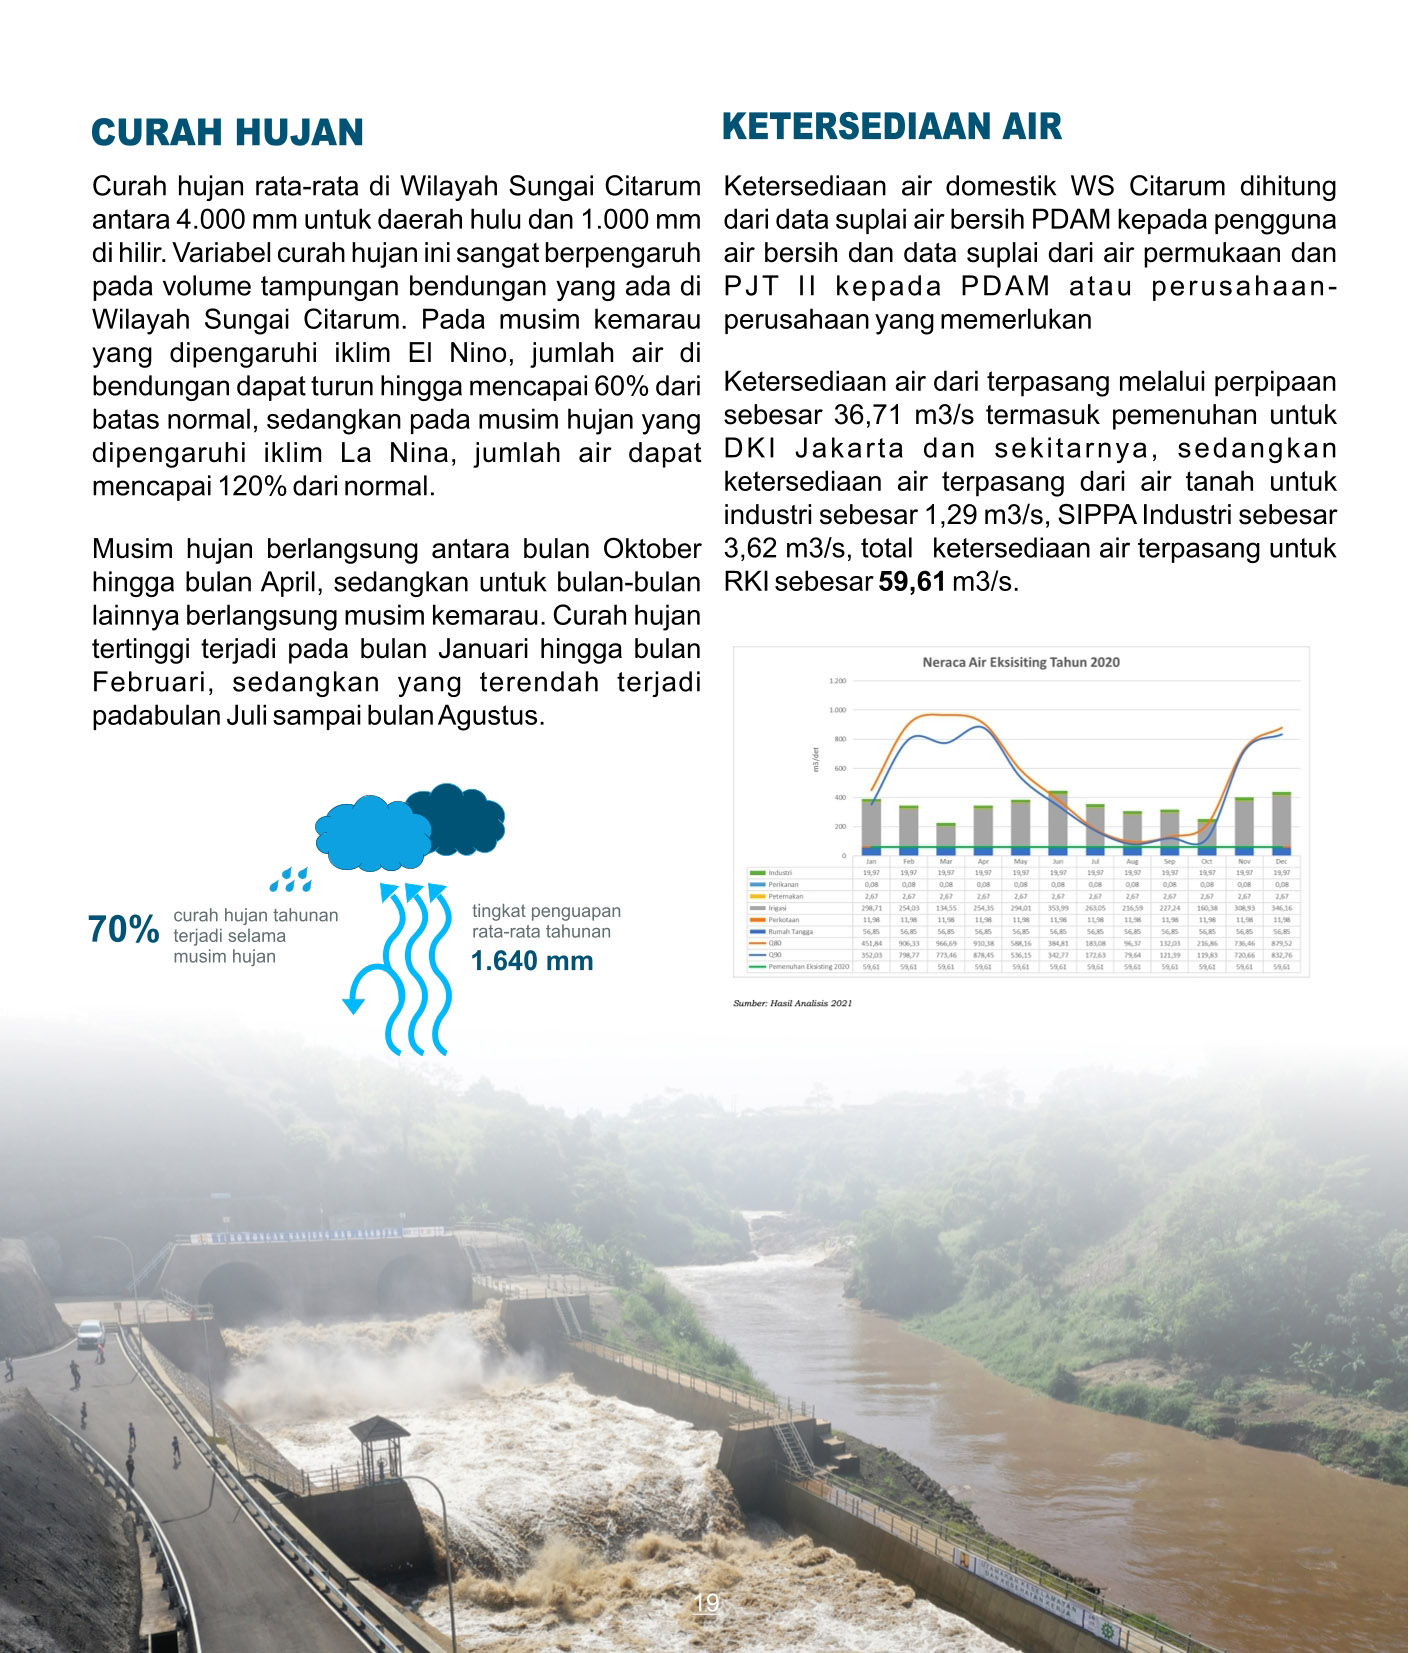 CURAH HUJAN
Curah hujan rata-rata di Wilayah Sungai Citarum
antara 4.000 mm untuk daerah hulu dan 1.000 mm
di hilir. Variabel curah hujan ini sangat berpengaruh
pada volume tampungan bendungan yang ada di
Wilayah Sungai Citarum. Pada musim kemarau
yang dipengaruhi iklim El Nino, jumlah air di
bendungan dapat turun hingga mencapai 60% dari
batas normal, sedangkan pada musim hujan yang
dipengaruhi iklim La Nina, jumlah air dapat
mencapai 120% dari normal.
Musim hujan berlangsung antara bulan Oktober
hingga bulan April, sedangkan untuk bulan-bulan
lainnya berlangsung musim kemarau. Curah hujan
tertinggi terjadi pada bulan Januari hingga bulan
Februari, sedangkan yang terendah terjadi
padabulan Juli sampai bulan Agustus.
70%
curah hujan tahunan
terjadi selama
musim hujan
tingkat penguapan
rata-rata tahunan
1.640 mm
KETERSEDIAAN AIR
Ketersediaan air domestik WS Citarum dihitung
dari data suplai air bersih PDAM kepada pengguna
air bersih dan data suplai dari air permukaan dan
PJT II kepada PDAM atau perusahaan-
perusahaan yang memerlukan
Ketersediaan air dari terpasang melalui perpipaan
sebesar 36,71 m3/s termasuk pemenuhan untuk
DKI Jakarta dan sekitarnya, sedangkan
ketersediaan air terpasang dari air tanah untuk
industri sebesar 1,29 m3/s, SIPPA Industri sebesar
3,62 m3/s, total ketersediaan air terpasang untuk
RKI sebesar 59,61 m3/s.
Neraca Air Eksisiting Tahun 2020
m3/det
1.200
1.000
800
600
400
200
0
Jan Feb Mar Apr May Jun Jul Aug Sep Oct Nov Dec
Industri 19,97 19,97 19,97 19,97 19,97 19,97 19,97 19,97 19,97 19,97 19,97 19,97
Perikanan 0,08 0,08 0,08 0,08 0,08 0,08 0,08 0,08 0,08 0,08 0,08 0,08
Peternakan 2,67 2,67 2,67 2,67 2,67 2,67 2,67 2,67 2,67 2,67 2,67 2,67
Irigasi 298,71 254,03 134,55 254,35 294,01 353,99 263,05 216,59 227,24 160,38 308,93 346,16
Perkotaan 11,98 11,98 11,98 11,98 11,98 11,98 11,98 11,98 11,98 11,98 11,98 11,98
Rumah Tangga 56,85 56,85 56,85 56,85 56,85 56,85 56,85 56,85 56,85 56,85 56,85 56,85
Q80 451,84 906,33 966,69 910,38 588,16 384,81 183,08 96,37 132,03 216,86 736,46 879,52
Q90 352,03 798,77 773,46 878,45 536,15 342,77 172,63 79,64 121,39 119,83 720,66 832,76
Pemenuhan Eksisting 2020 59,61 59,61 59,61 59,61 59,61 59,61 59,61 59,61 59,61 59,61 59,61 59,61
Sumber: Hasil Analisis 2021
19